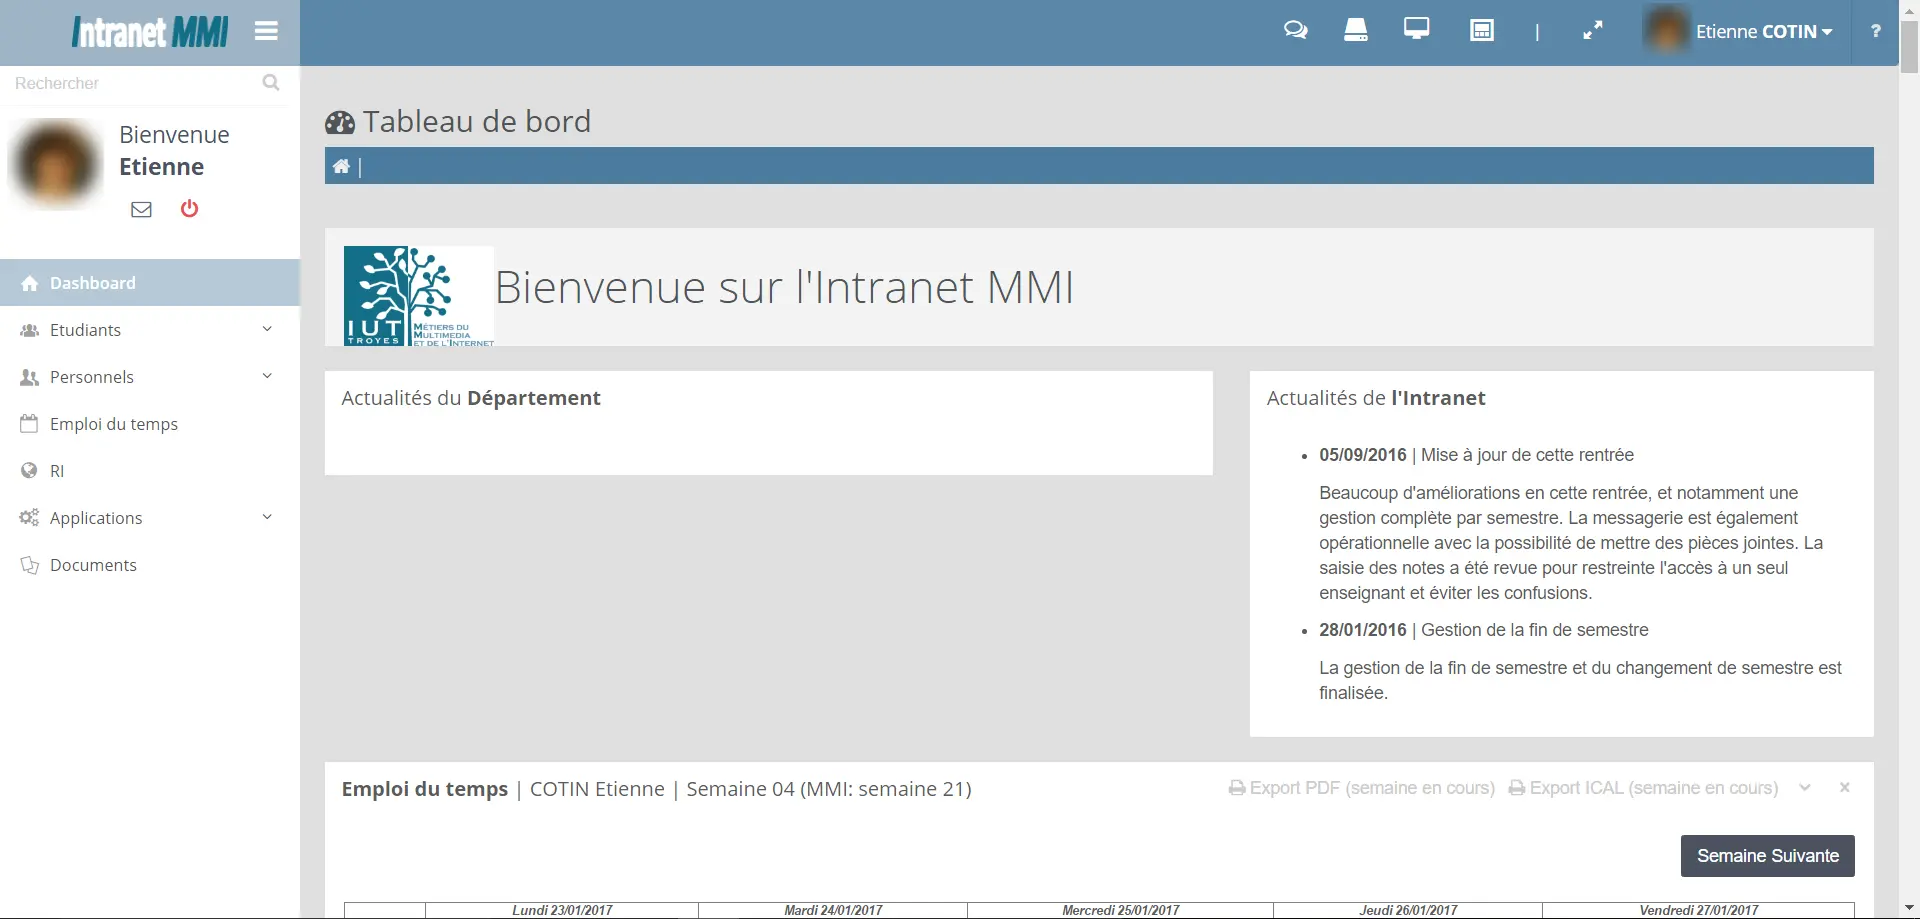 Intranet MMI
| Etienne COTIN ?
Rechercher
Bienvenue
Etienne
Dashboard
Etudiants
Personnels
Emploi du temps
RI
Applications
Documents
Tableau de bord
|
IUT
TROYES
MÉTIERS DU
MULTIMEDIA
ET DE L'INTERNET
Bienvenue sur l'Intranet MMI
Actualités du Département
Actualités de l'Intranet
• 05/09/2016 | Mise à jour de cette rentrée
Beaucoup d'améliorations en cette rentrée, et notamment une
gestion complète par semestre. La messagerie est également
opérationnelle avec la possibilité de mettre des pièces jointes. La
saisie des notes a été revue pour restreinte l'accès à un seul
enseignant et éviter les confusions.
• 28/01/2016 | Gestion de la fin de semestre
La gestion de la fin de semestre et du changement de semestre est
finalisée.
Emploi du temps | COTIN Etienne | Semaine 04 (MMI: semaine 21)
Export PDF (semaine en cours) Export ICAL (semaine en cours)
Semaine Suivante
Lundi 23/01/2017 Mardi 24/01/2017 Mercredi 25/01/2017 Jeudi 26/01/2017 Vendredi 27/01/2017